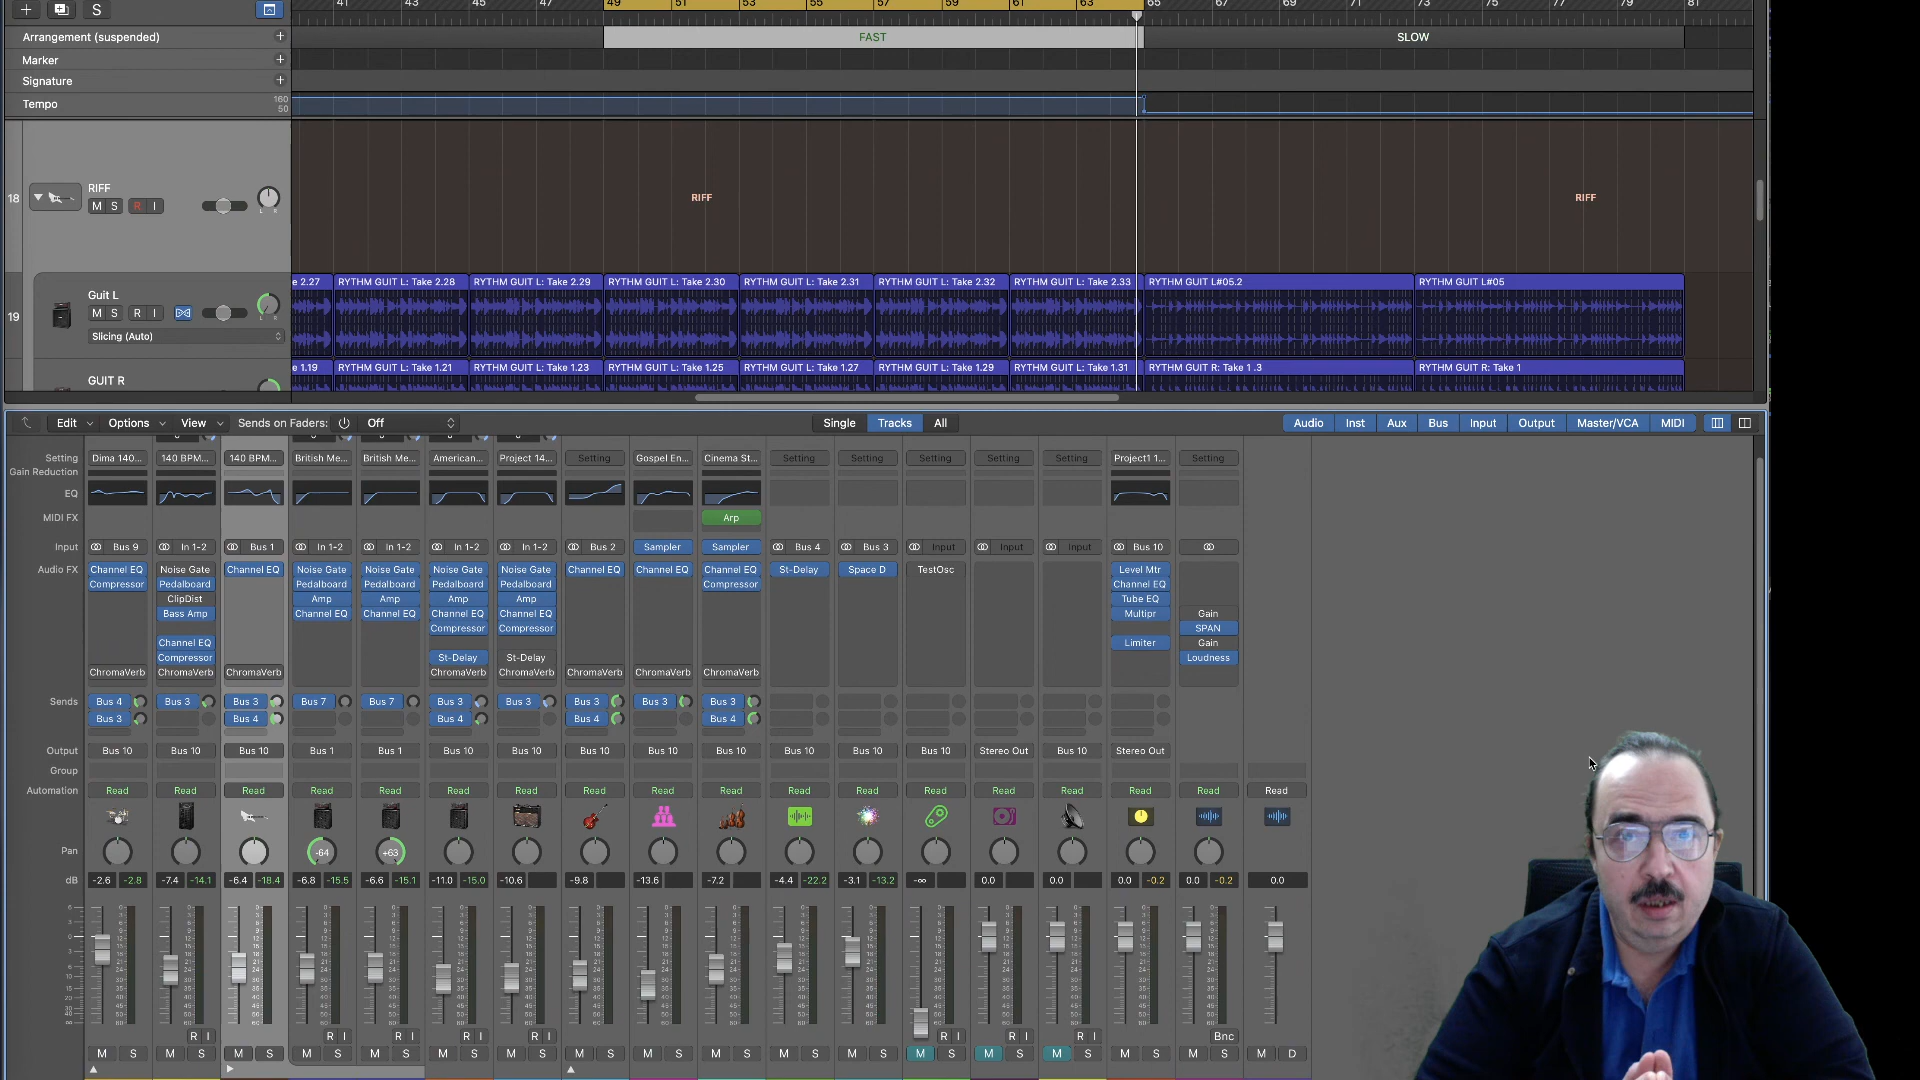 S 41 43 45 47 49 51 53 55 57 59 61 63 65 67 69 71 73 75 77 79 81
Arrangement (suspended) + FAST SLOW
Marker +
Signature +
Tempo 160 50
18 RIFF RIFF RIFF
M S R I L R
e 2.27 RYTHM GUIT L: Take 2.28 RYTHM GUIT L: Take 2.29 RYTHM GUIT L: Take 2.30 RYTHM GUIT L: Take 2.31 RYTHM GUIT L: Take 2.32 RYTHM GUIT L: Take 2.33 RYTHM GUIT L#05.2 RYTHM GUIT L#05
19 Guit L
M S R I L R
Slicing (Auto)
e 1.19 RYTHM GUIT R: Take 1.21 RYTHM GUIT R: Take 1.23 RYTHM GUIT R: Take 1.25 RYTHM GUIT R: Take 1.27 RYTHM GUIT R: Take 1.29 RYTHM GUIT R: Take 1.31 RYTHM GUIT R: Take 1 .3 RYTHM GUIT R: Take 1
GUIT R
Edit Options View Sends on Faders: Off Single Tracks All Audio Inst Aux Bus Input Output Master/VCA MIDI
Setting Dima 140... 140 BPM... 140 BPM... British Me... British Me... American... Project 14... Setting Gospel En... Cinema St... Setting Setting Setting Setting Setting Project1 1... Setting
Gain Reduction
EQ
MIDI FX Arp
Input Bus 9 In 1-2 Bus 1 In 1-2 In 1-2 In 1-2 In 1-2 Bus 2 Sampler Sampler Bus 4 Bus 3 Input Input Input Bus 10
Audio FX Channel EQ Noise Gate Channel EQ Noise Gate Noise Gate Noise Gate Noise Gate Channel EQ Channel EQ Channel EQ St-Delay Space D TestOsc Level Mtr
Compressor Pedalboard Pedalboard Pedalboard Pedalboard Pedalboard Compressor Channel EQ
ClipDist Amp Amp Amp Amp Tube EQ
Bass Amp Channel EQ Channel EQ Channel EQ Channel EQ Multipr Gain
Compressor Compressor SPAN
Channel EQ Limiter Gain
Compressor St-Delay St-Delay Loudness
ChromaVerb ChromaVerb ChromaVerb ChromaVerb ChromaVerb ChromaVerb ChromaVerb
Sends Bus 4 Bus 3 Bus 3 Bus 7 Bus 7 Bus 3 Bus 3 Bus 3 Bus 3 Bus 3
Bus 3 Bus 4 Bus 4 Bus 4 Bus 4
Output Bus 10 Bus 10 Bus 10 Bus 1 Bus 1 Bus 10 Bus 10 Bus 10 Bus 10 Bus 10 Bus 10 Bus 10 Bus 10 Stereo Out Bus 10 Stereo Out
Group
Automation Read Read Read Read Read Read Read Read Read Read Read Read Read Read Read Read Read Read
Pan -64 +63
dB -2.6 -2.8 -7.4 -14.1 -6.4 -18.4 -6.8 -15.5 -6.6 -15.1 -11.0 -15.0 -10.6 -9.8 -13.6 -7.2 -4.4 -22.2 -3.1 -13.2 -∞ 0.0 0.0 0.0 -0.2 0.0 -0.2 0.0
R I R I R I R I R I R I R I R I Bnc
M S M S M S M S M S M S M S M S M S M S M S M S M S M S M S M S M S M D